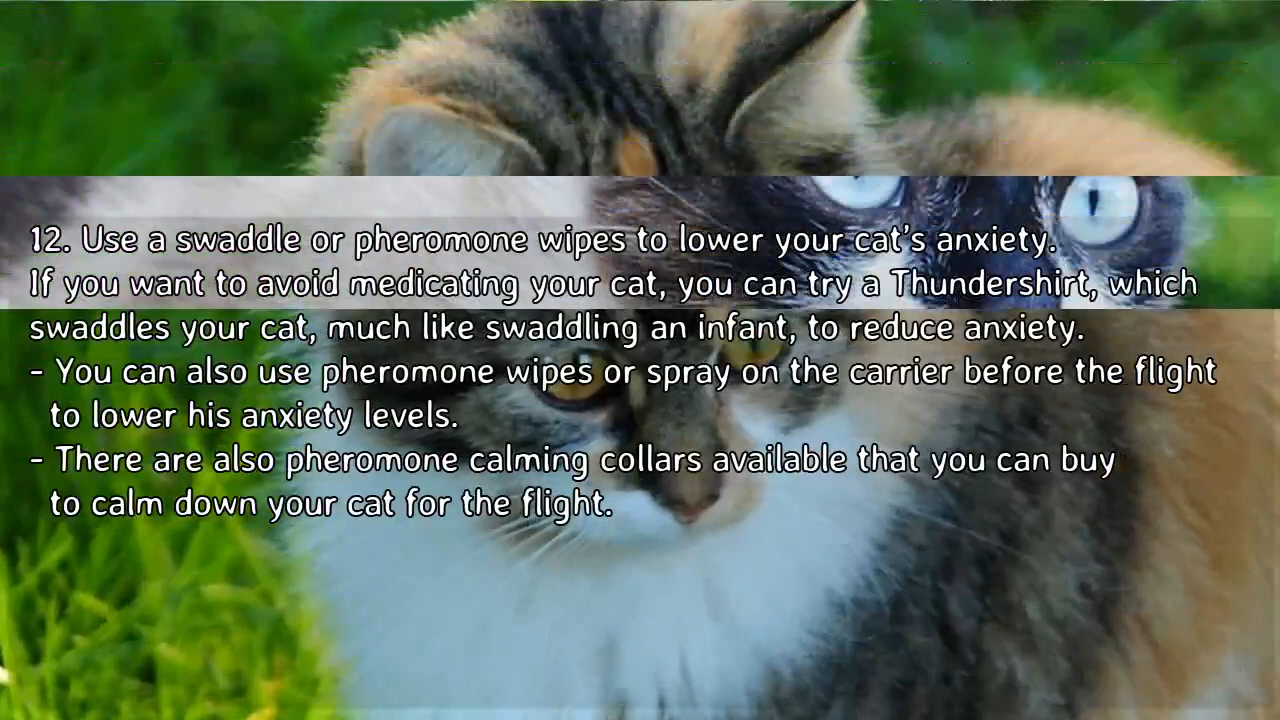 12. Use a swaddle or pheromone wipes to lower your cat's anxiety.
If you want to avoid medicating your cat, you can try a Thundershirt, which
swaddles your cat, much like swaddling an infant, to reduce anxiety.
- You can also use pheromone wipes or spray on the carrier before the flight
to lower his anxiety levels.
- There are also pheromone calming collars available that you can buy
to calm down your cat for the flight.